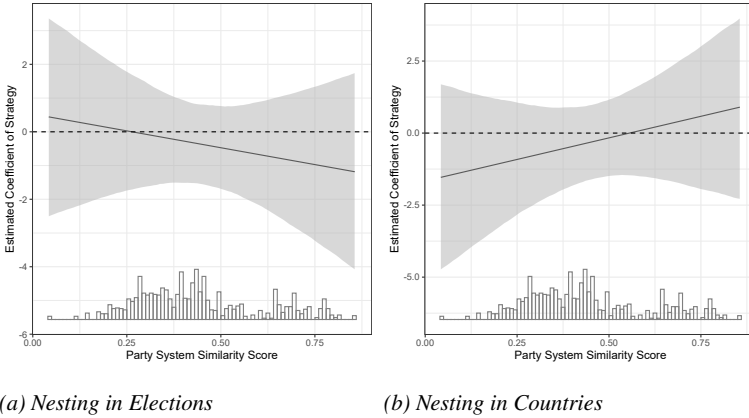 Estimated Coefficient of Strategy
2
0
-2
-4
-6
0.00 0.25 0.50 0.75
Party System Similarity Score
(a) Nesting in Elections
Estimated Coefficient of Strategy
2.5
0.0
-2.5
-5.0
0.00 0.25 0.50 0.75
Party System Similarity Score
(b) Nesting in Countries